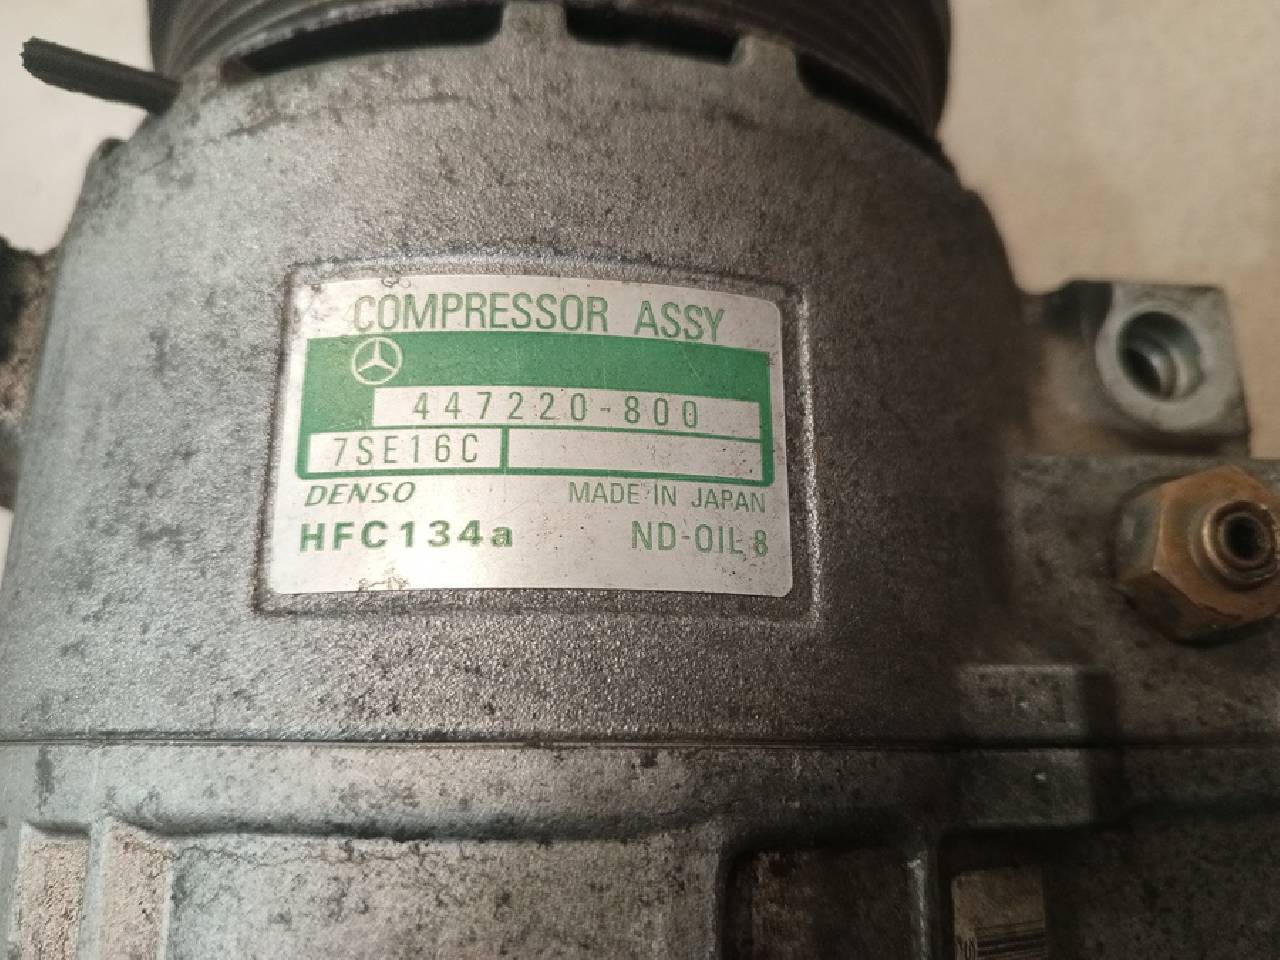 COMPRESSOR ASSY
447220-800
7SE16C
DENSO MADE IN JAPAN
HFC134a ND-OIL 8